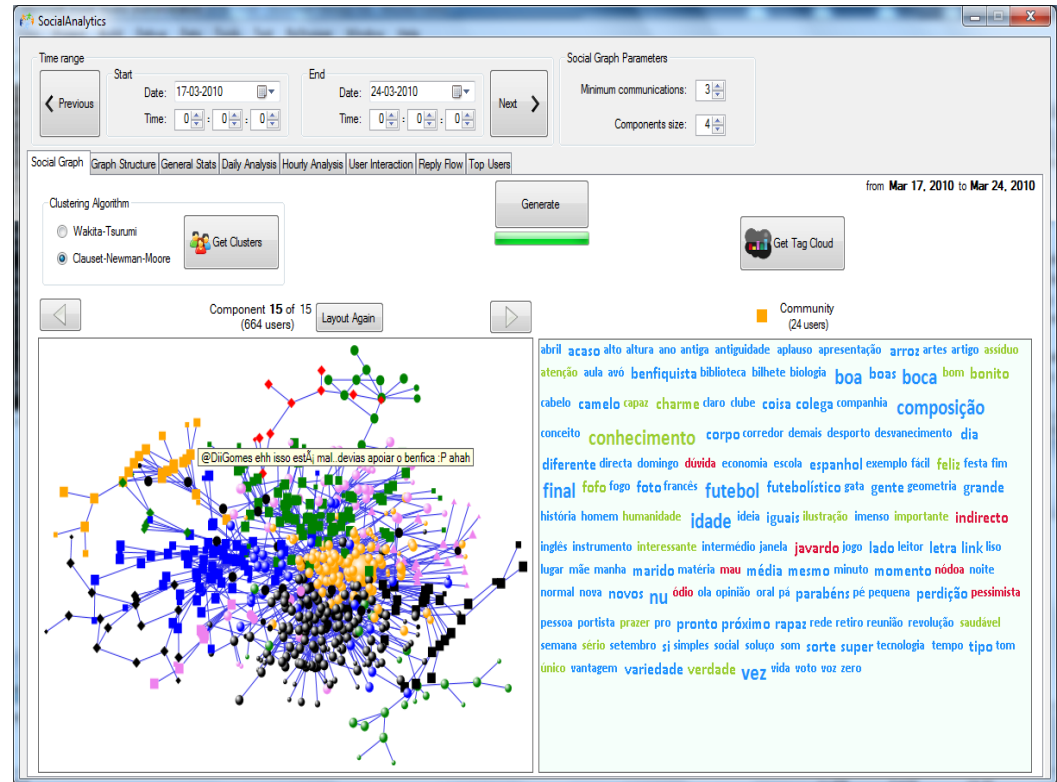 SocialAnalytics
Time range
Start
End
Social Graph Parameters
Previous
Date: 17-03-2010
Date: 24-03-2010
Next
Minimum communications: 3
Time: 0 : 0 : 0
Time: 0 : 0 : 0
Components size: 4
Social Graph Graph Structure General Stats Daily Analysis Hourly Analysis User Interaction Reply Flow Top Users
from Mar 17, 2010 to Mar 24, 2010
Clustering Algorithm
Wakita-Tsurumi
Clauset-Newman-Moore
Get Clusters
Generate
Get Tag Cloud
Component 15 of 15
(664 users)
Layout Again
Community
(24 users)
@DiiGomes ehh isso estÃ¡ mal..devias apoiar o benfica :P ahah
abril acaso alto altura ano antiga antiguidade aplauso apresentação arroz artes artigo assíduo
atenção aula avó benfiquista biblioteca bilhete biologia boa boas boca bom bonito
cabelo camelo capaz charme claro clube coisa colega companhia composição
conceito conhecimento corpo corredor demais desporto desvanecimento dia
diferente directa domingo dúvida economia escola espanhol exemplo fácil feliz festa fim
final fofo fogo foto francês futebol futebolístico gata gente geometria grande
história homem humanidade idade ideia iguais ilustração imenso importante indirecto
inglês instrumento interessante intermédio janela javardo jogo lado leitor letra link liso
lugar mãe manha marido matéria mau média mesmo minuto momento nódoa noite
normal nova novos nu ódio ola opinião oral pá parabéns pé pequena perdição pessimista
pessoa portista prazer pro pronto próximo rapaz rede retiro reunião revolução saudável
semana sério setembro si simples social soluço som sorte super tecnologia tempo tipo tom
único vantagem variedade verdade vez vida voto voz zero